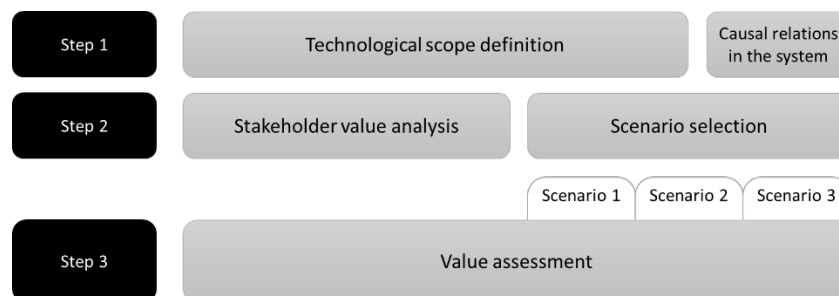 Step 1
Technological scope definition
Causal relations
in the system
Step 2
Stakeholder value analysis
Scenario selection
Scenario 1
Scenario 2
Scenario 3
Step 3
Value assessment